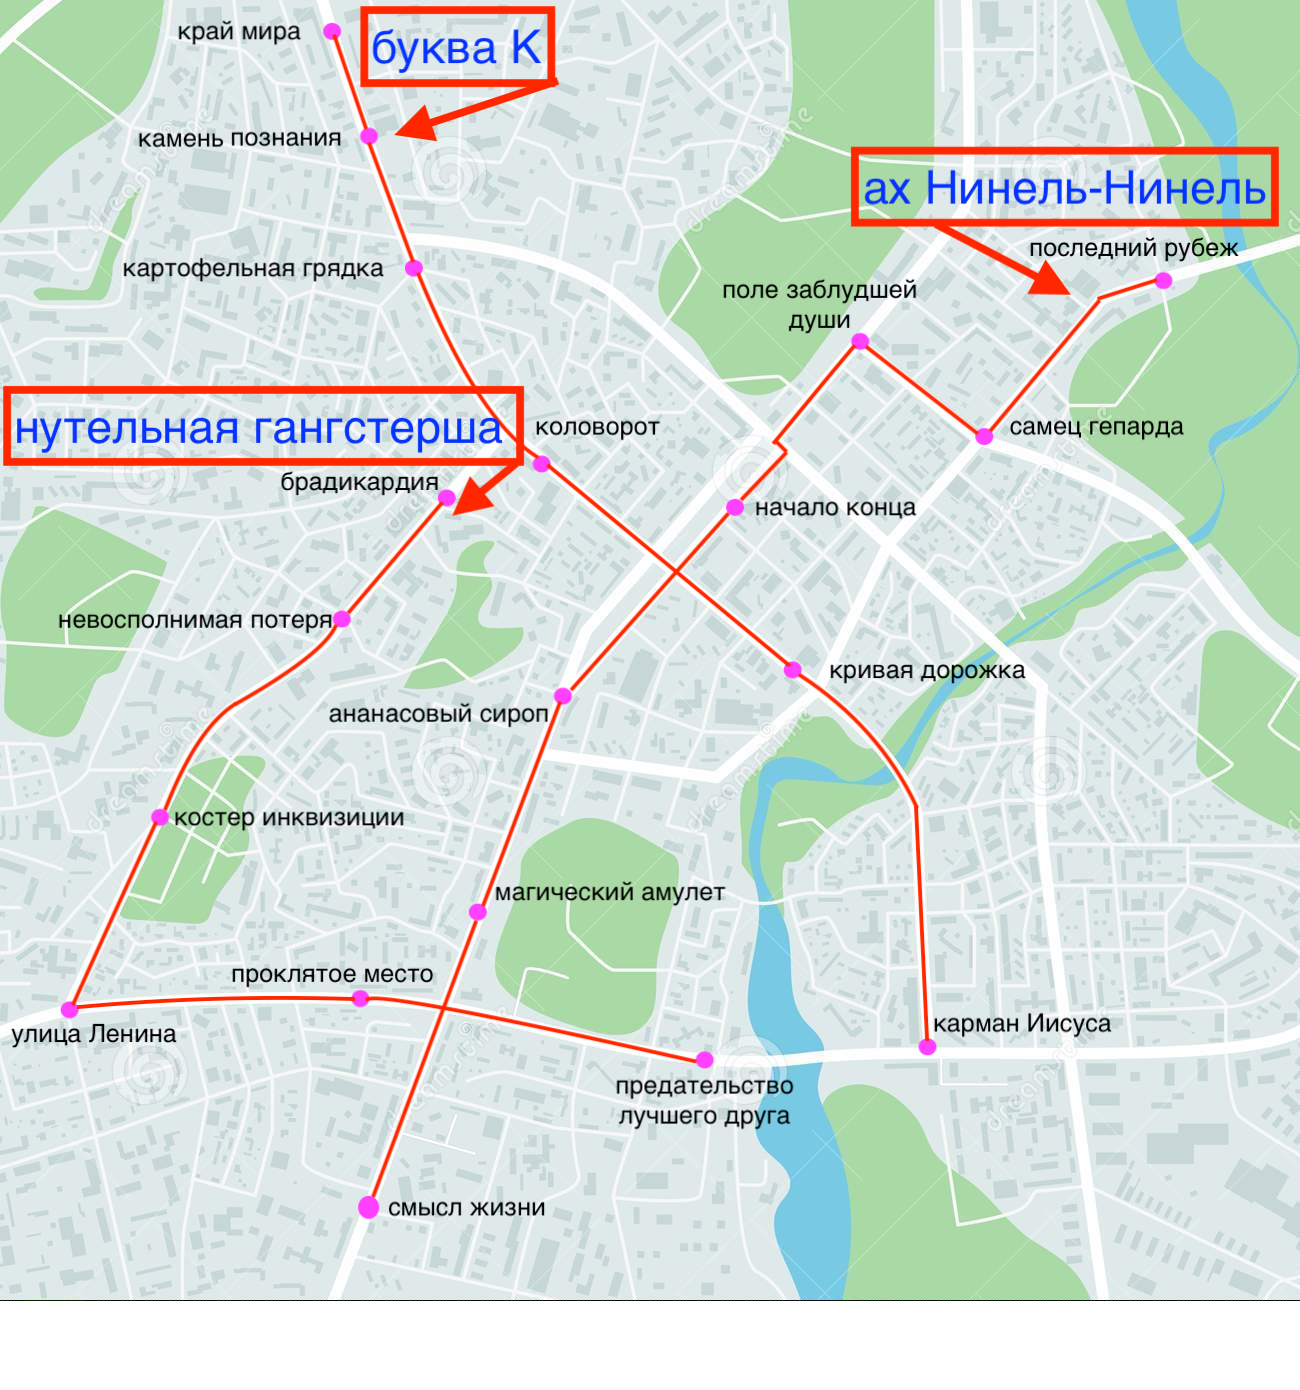 край мира
буква К
камень познания
ах Нинель-Нинель
последний рубеж
картофельная грядка
поле заблудшей
души
нутельная гангстерша
коловорот
самец гепарда
брадикардия
начало конца
невосполнимая потеря
кривая дорожка
ананасовый сироп
костер инквизиции
магический амулет
проклятое место
улица Ленина
карман Иисуса
предательство
лучшего друга
смысл жизни